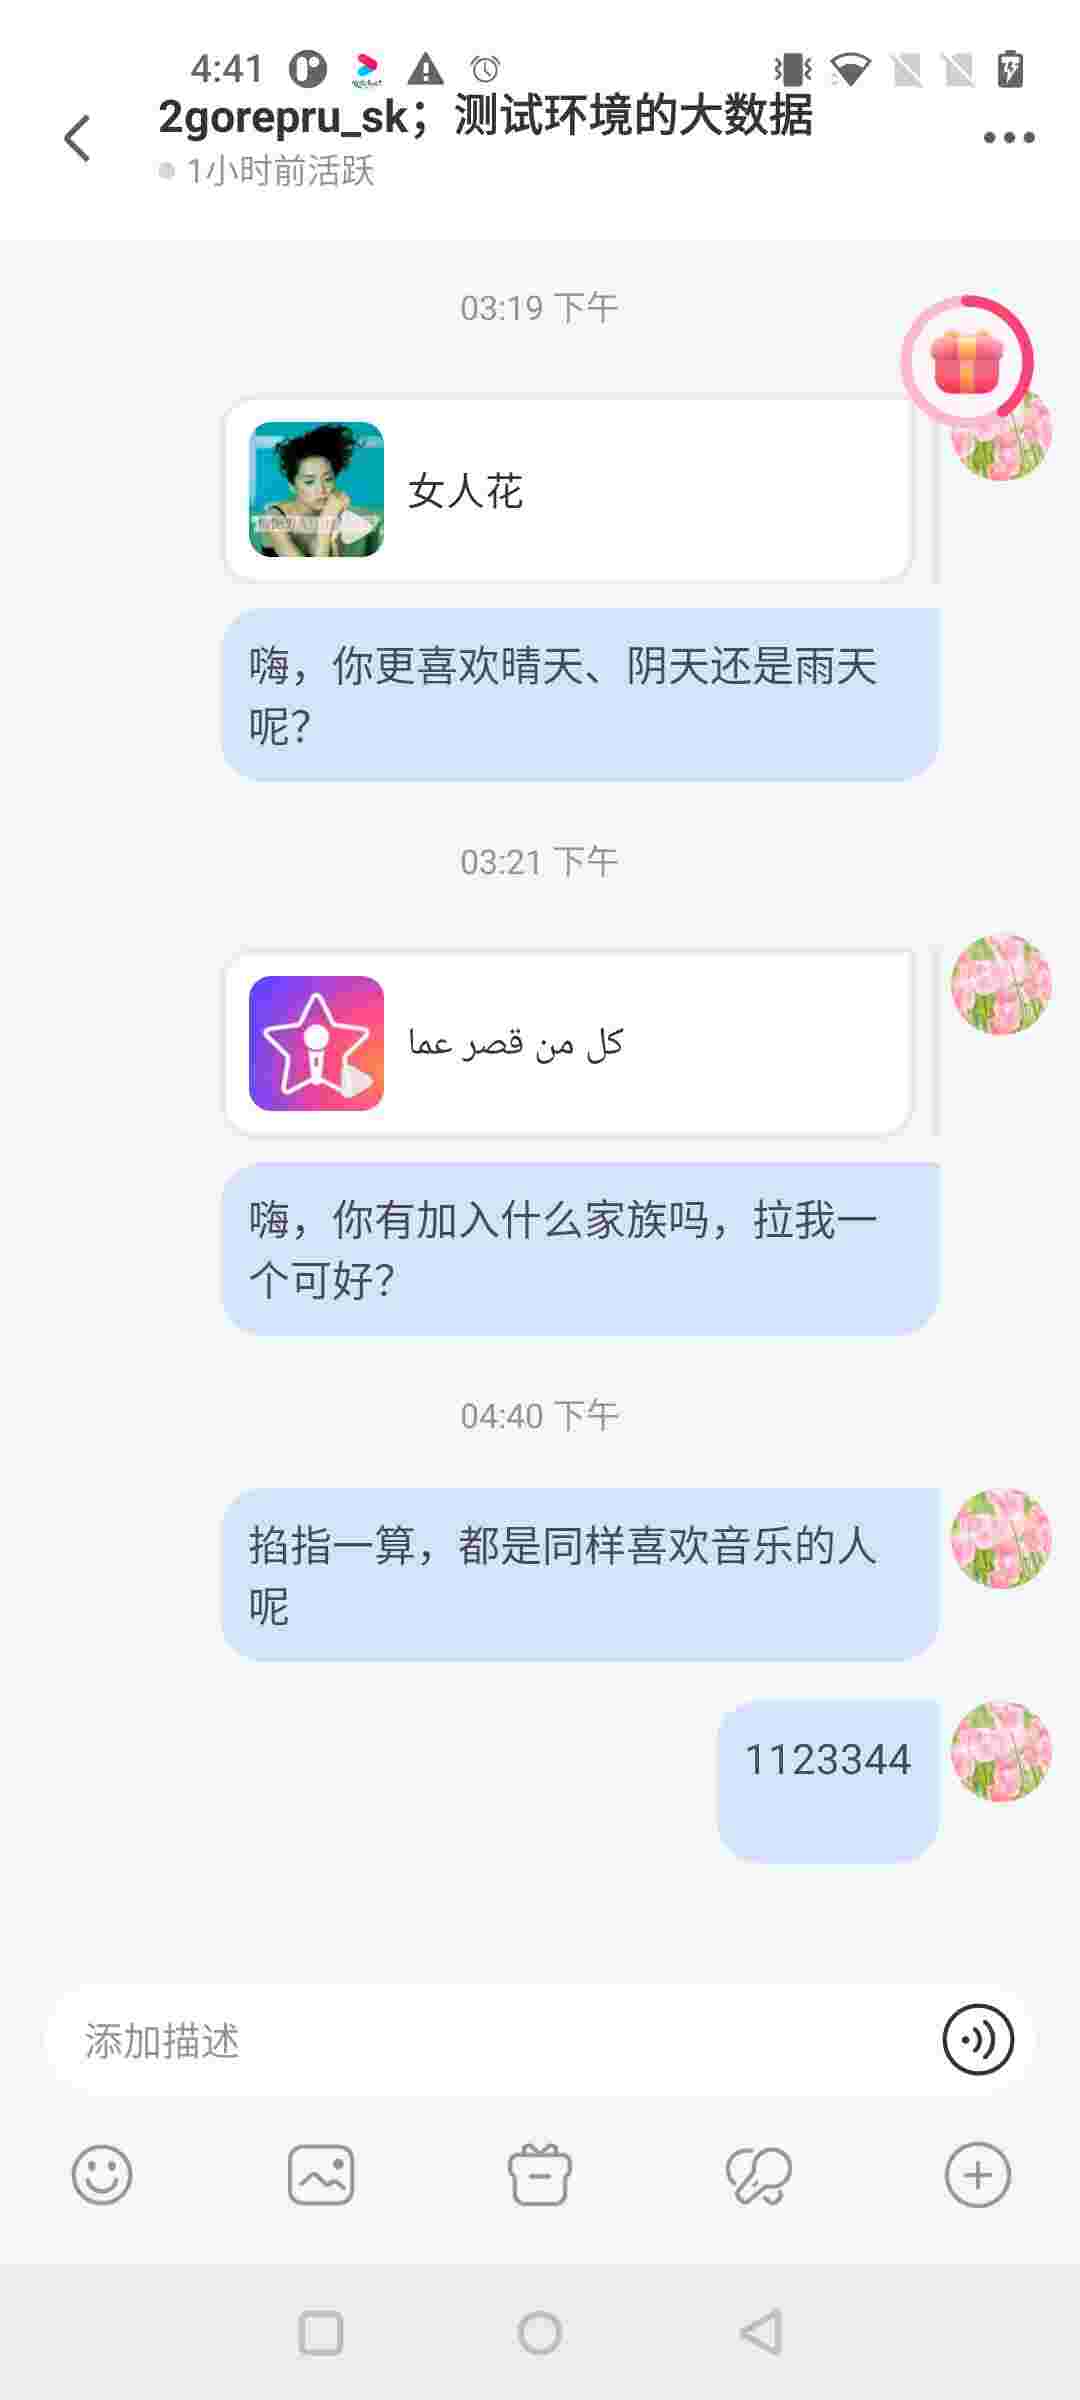 4:41
2gorepru_sk；测试环境的大数据
1小时前活跃
03:19 下午
女人花
嗨，你更喜欢晴天、阴天还是雨天
呢？
03:21 下午
كل من قصر عما
嗨，你有加入什么家族吗，拉我一
个可好？
04:40 下午
掐指一算，都是同样喜欢音乐的人
呢
1123344
添加描述